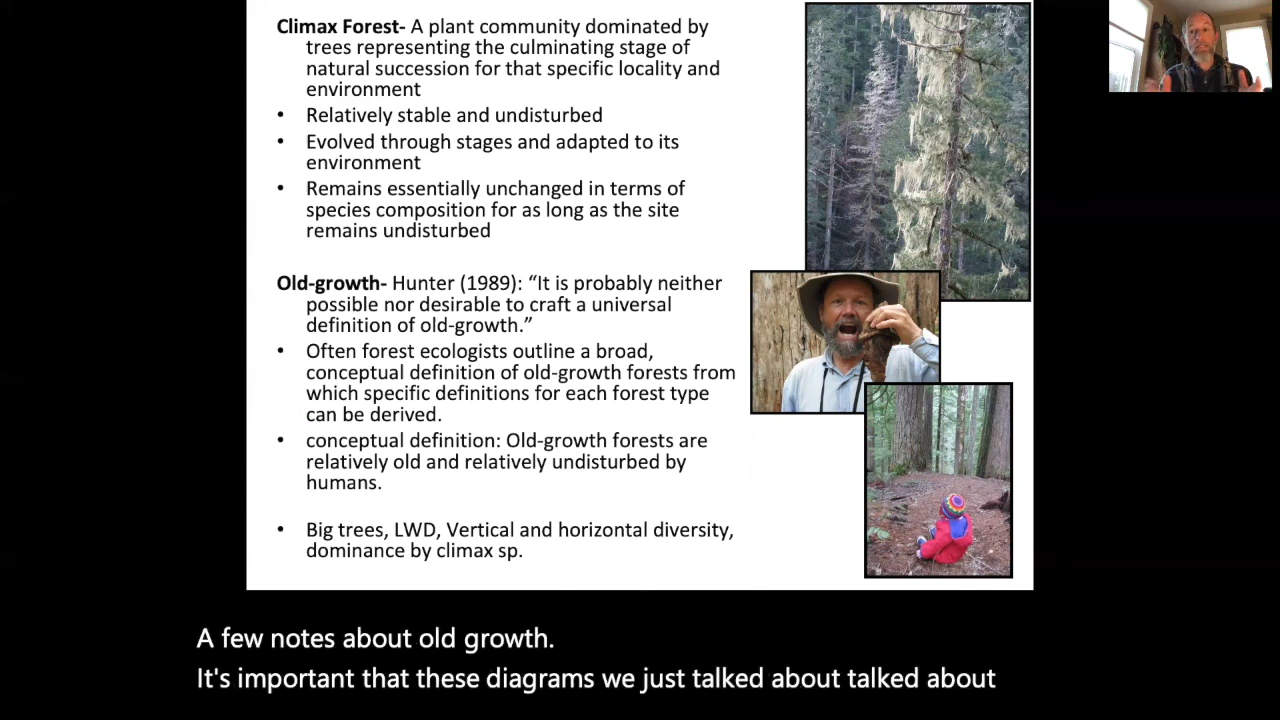 Climax Forest- A plant community dominated by
trees representing the culminating stage of
natural succession for that specific locality and
environment
• Relatively stable and undisturbed
• Evolved through stages and adapted to its
environment
• Remains essentially unchanged in terms of
species composition for as long as the site
remains undisturbed
Old-growth- Hunter (1989): “It is probably neither
possible nor desirable to craft a universal
definition of old-growth.”
• Often forest ecologists outline a broad,
conceptual definition of old-growth forests from
which specific definitions for each forest type
can be derived.
• conceptual definition: Old-growth forests are
relatively old and relatively undisturbed by
humans.
• Big trees, LWD, Vertical and horizontal diversity,
dominance by climax sp.
A few notes about old growth.
It's important that these diagrams we just talked about talked about